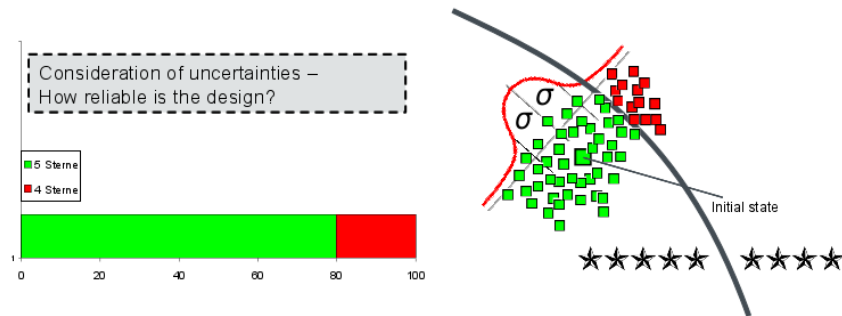 Consideration of uncertainties –
How reliable is the design?
5 Sterne
4 Sterne
1
0 20 40 60 80 100
σ
σ
Initial state